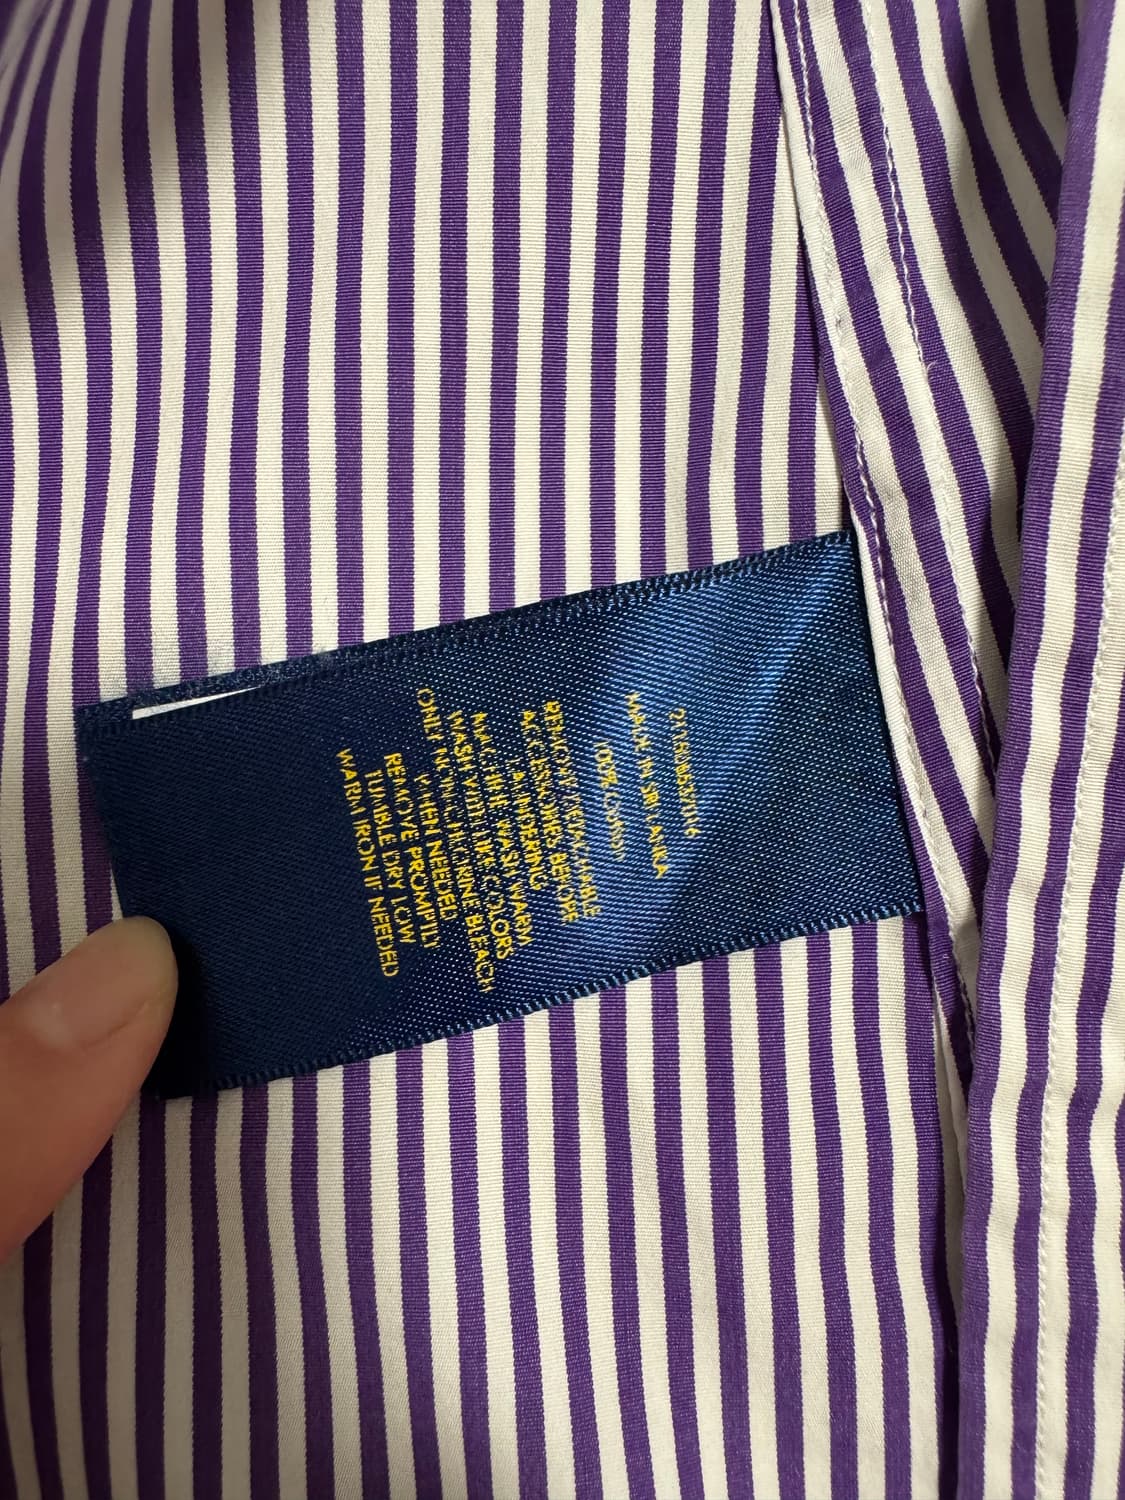 MADE IN SRI LANKA
100% Cotton
REMOVE REMOVABLE
ACCESSORIES BEFORE
LAUNDERING
MACHINE WASH WARM
WASH WITH LIKE COLORS
ONLY NON-CHLORINE BLEACH
WHEN NEEDED
REMOVE PROMPTLY
TUMBLE DRY LOW
WARM IRON IF NEEDED